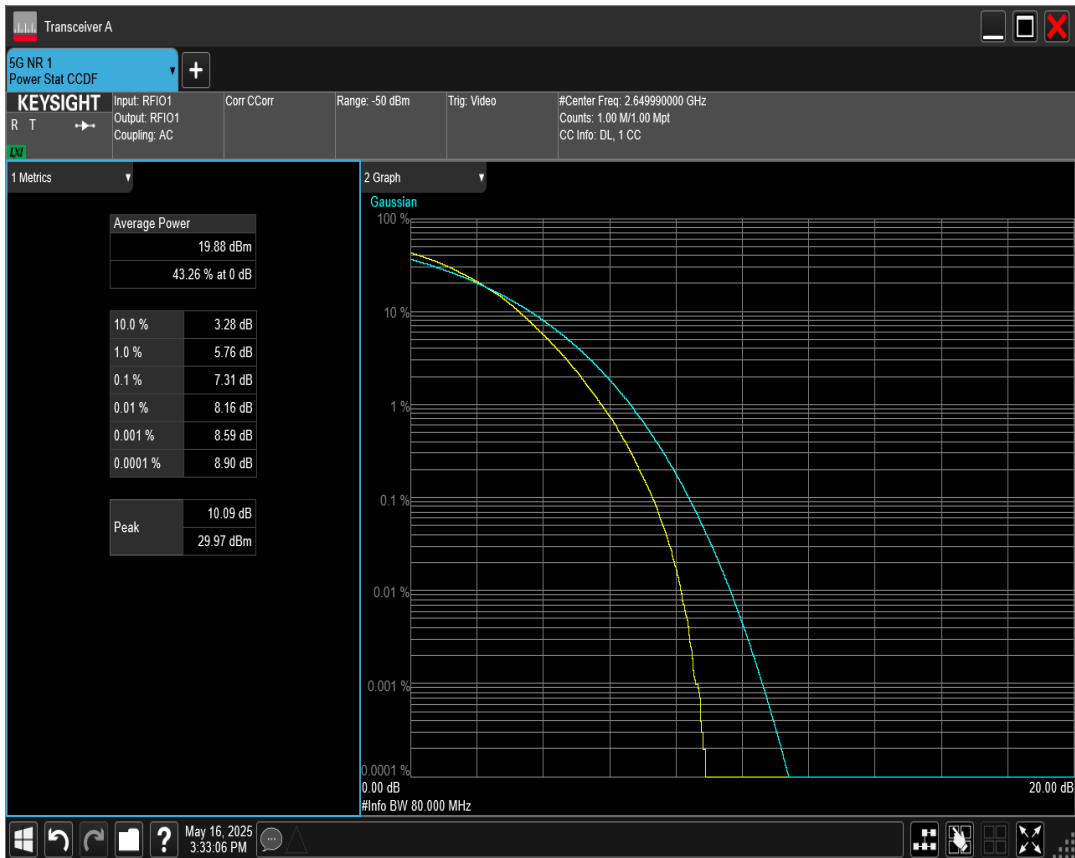 Transceiver A
5G NR 1
Power Stat CCDF
+
KEYSIGHT
R T
LXI
Input: RFIO1
Output: RFIO1
Coupling: AC
Corr CCorr
Range: -50 dBm
Trig: Video
#Center Freq: 2.649990000 GHz
Counts: 1.00 M/1.00 Mpt
CC Info: DL, 1 CC
1 Metrics
Average Power
19.88 dBm
43.26 % at 0 dB
10.0 % 3.28 dB
1.0 % 5.76 dB
0.1 % 7.31 dB
0.01 % 8.16 dB
0.001 % 8.59 dB
0.0001 % 8.90 dB
Peak
10.09 dB
29.97 dBm
2 Graph
Gaussian
100 %
10 %
1 %
0.1 %
0.01 %
0.001 %
0.0001 %
0.00 dB 20.00 dB
#Info BW 80.000 MHz
?
May 16, 2025
3:33:06 PM